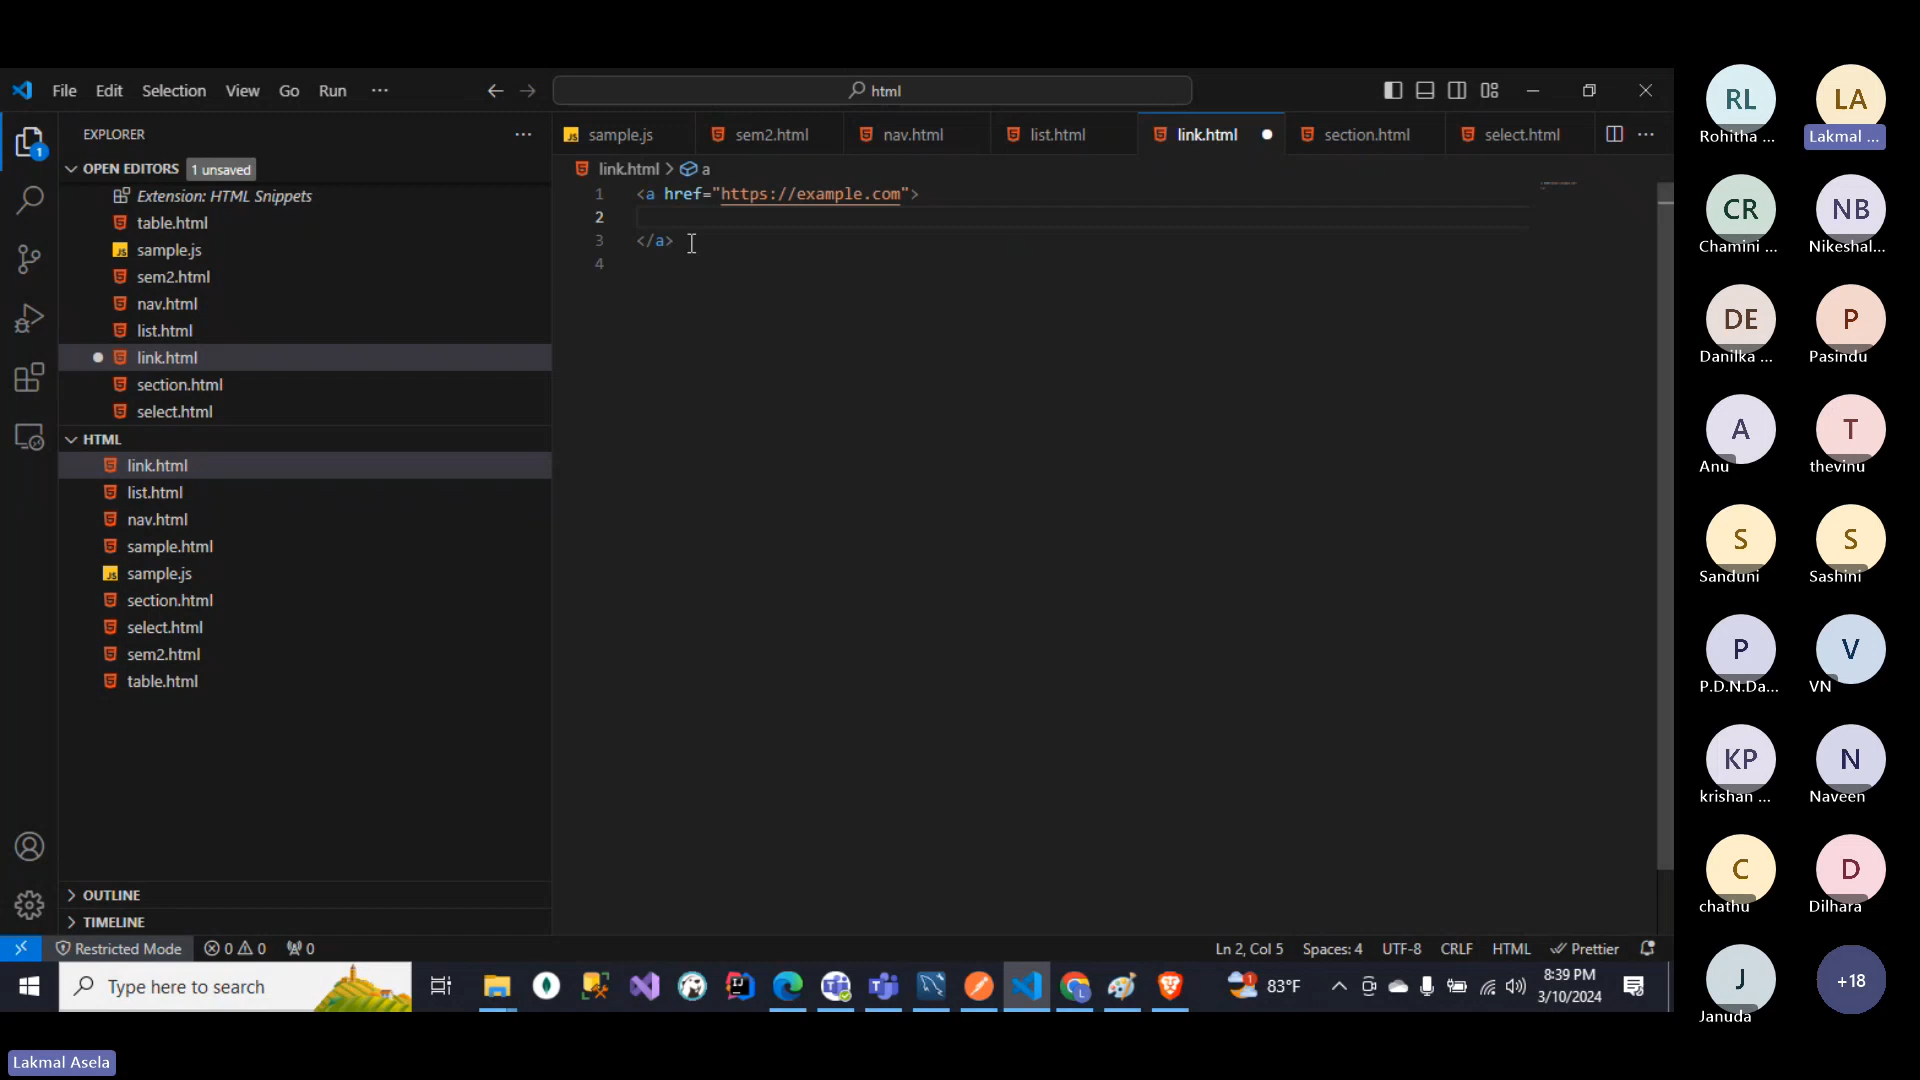 File Edit Selection View Go Run ···
html
EXPLORER
OPEN EDITORS 1 unsaved
Extension: HTML Snippets
table.html
sample.js
sem2.html
nav.html
list.html
link.html
section.html
select.html
HTML
link.html
list.html
nav.html
sample.html
sample.js
section.html
select.html
sem2.html
table.html
OUTLINE
TIMELINE
sample.js sem2.html nav.html list.html link.html section.html select.html
link.html > a
1 <a href="https://example.com">
2
3 </a>
4
Restricted Mode 0 0 0
Ln 2, Col 5 Spaces: 4 UTF-8 CRLF HTML Prettier
Type here to search
83°F
8:39 PM
3/10/2024
RL LA
Rohitha ... Lakmal ...
CR NB
Chamini ... Nikeshal...
DE P
Danilka ... Pasindu
A T
Anu thevinu
S S
Sanduni Sashini
P V
P.D.N.Da... VN
KP N
krishan ... Naveen
C D
chathu Dilhara
J +18
Januda
Lakmal Asela